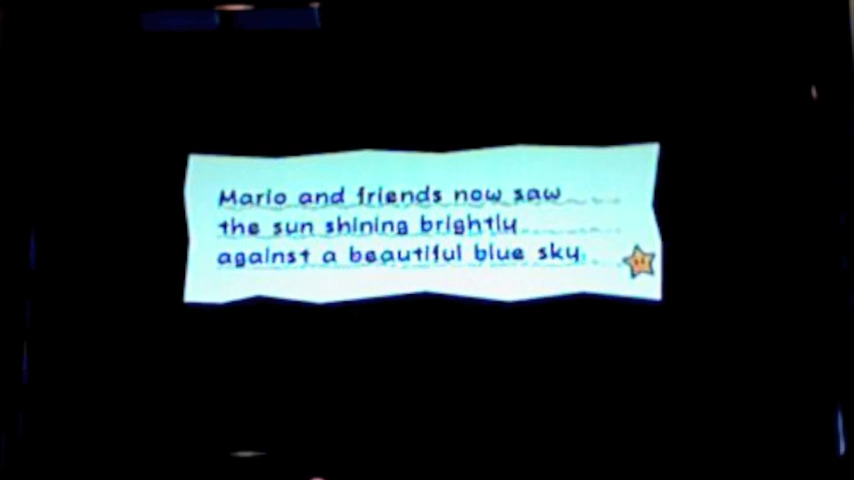 Mario and friends now saw
the sun shining brightly
against a beautiful blue sky.